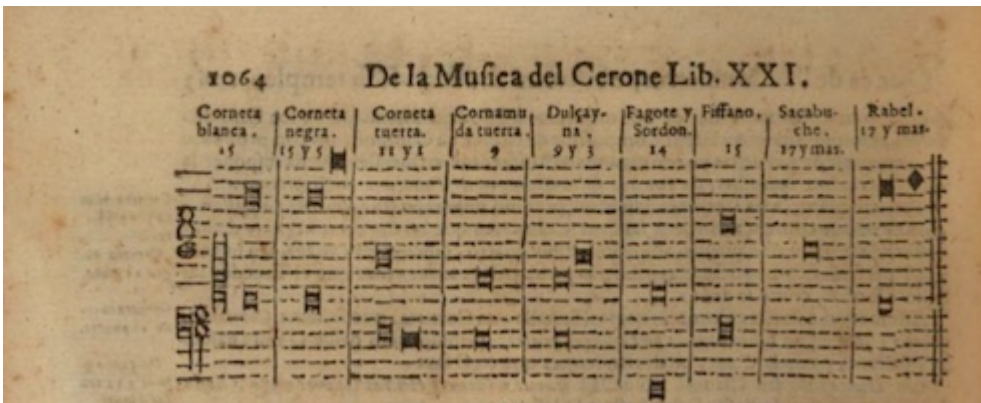 1064 De la Musica del Cerone Lib. XXI.
Corneta Corneta Corneta Cornamu Dulçay- Fagote y Fiffano. Sacabu- Rabel.
blanca. negra. tuerta. da tuerta. na. Sordon. che. 17 y mas.
15 15 y 5 11 y 1 9 9 y 3 14 15 17 y mas.